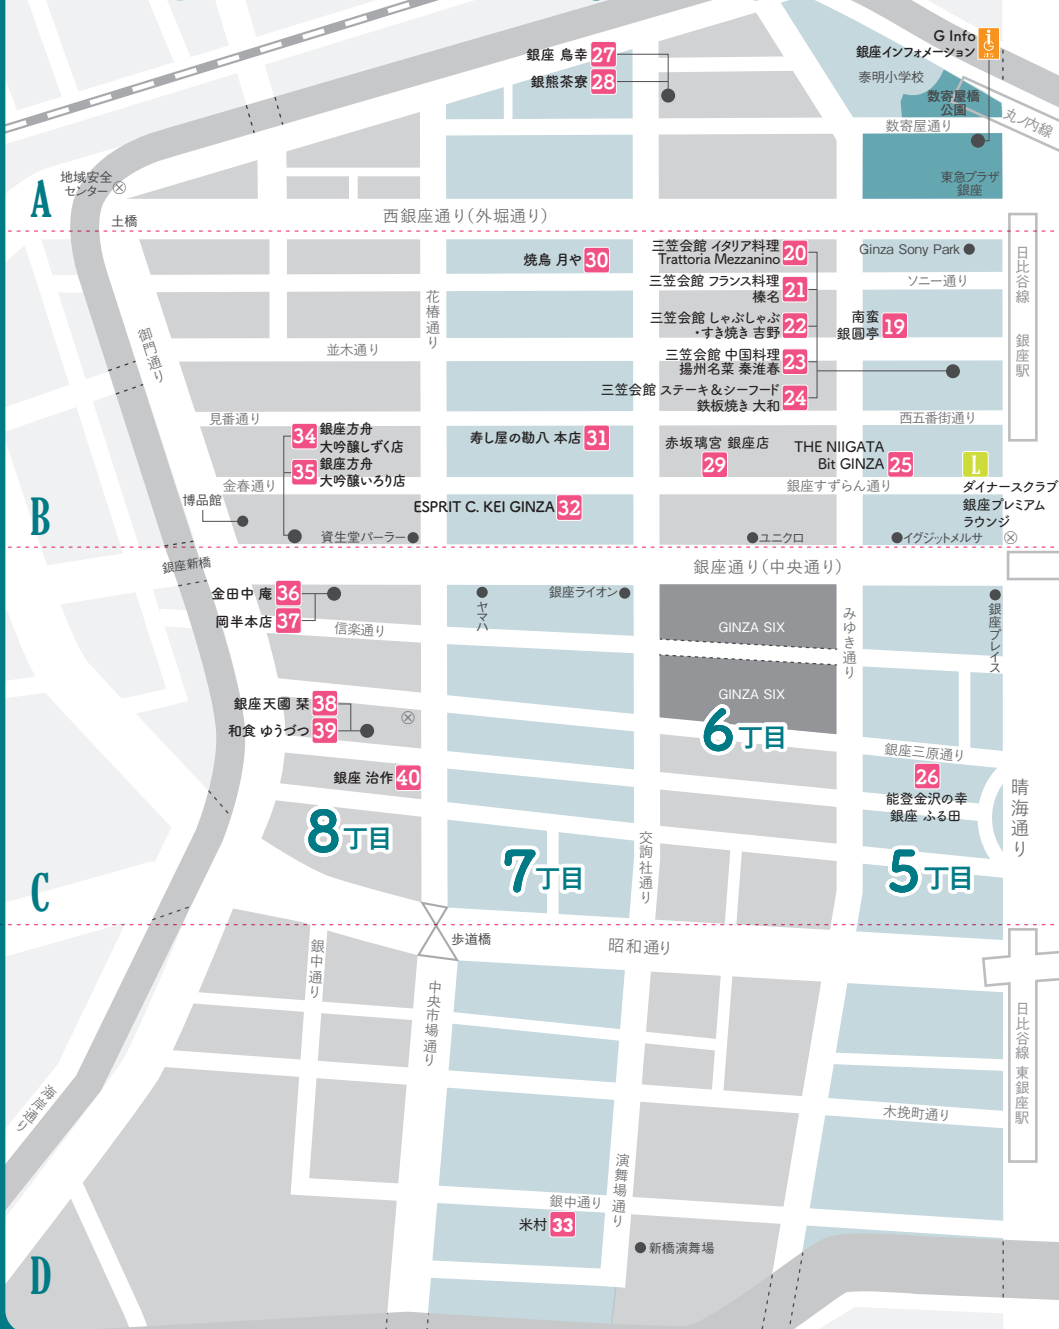 G Info
銀座インフォメーション
銀座 鳥幸 27
銀熊茶寮 28
泰明小学校
数寄屋橋
公園
丸ノ内線
数寄屋通り
東急プラザ
銀座
地域安全
センター
A
土橋
西銀座通り(外堀通り)
焼鳥 月や 30
三笠会館 イタリア料理
Trattoria Mezzanino
20
三笠会館 フランス料理
榛名
21
三笠会館 しゃぶしゃぶ
・すき焼き 吉野
22
三笠会館 中国料理
揚州名菜 秦淮春
23
三笠会館 ステーキ&シーフード
鉄板焼き 大和
24
Ginza Sony Park
ソニー通り
南蛮
銀圓亭
19
日比谷線 銀座駅
花椿通り
御門通り
並木通り
見番通り
西五番街通り
34
銀座方舟
大吟醸しずく店
35
銀座方舟
大吟醸いろり店
寿し屋の勘八 本店 31
赤坂璃宮 銀座店
29
THE NIIGATA
Bit GINZA
25
L
ダイナースクラブ
銀座プレミアム
ラウンジ
金春通り
銀座すずらん通り
博品館
B
ESPRIT C. KEI GINZA 32
資生堂パーラー
ユニクロ
イグジットメルサ
銀座新橋
銀座通り(中央通り)
金田中 庵 36
岡半本店 37
信楽通り
ヤマハ
銀座ライオン
GINZA SIX
みゆき通り
銀座プレイス
GINZA SIX
銀座天國 栞 38
和食 ゆうづつ 39
6丁目
銀座三原通り
26
能登金沢の幸
銀座 ふる田
銀座 治作 40
晴海通り
8丁目
7丁目
交詢社通り
5丁目
C
歩道橋
昭和通り
銀中通り
中央市場通り
日比谷線 東銀座駅
海岸通り
木挽町通り
演舞場通り
銀中通り
米村 33
新橋演舞場
D